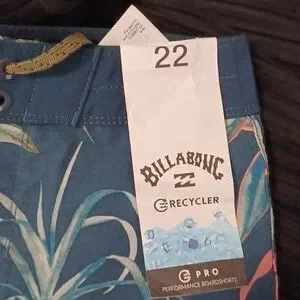 22
BILLABONG
RECYCLER
PRO
PERFORMANCE BOARDSHORTS